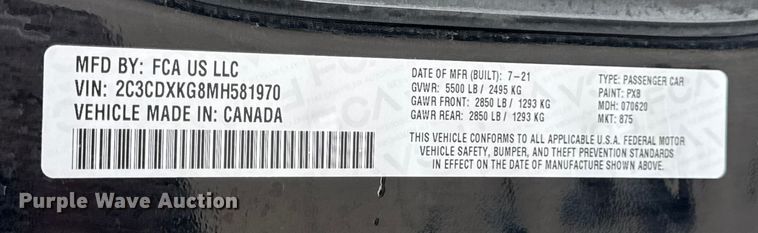 MFD BY: FCA US LLC
VIN: 2C3CDXKG8MH581970
VEHICLE MADE IN: CANADA
DATE OF MFR (BUILT): 7-21
GVWR: 5500 LB / 2495 KG
GAWR FRONT: 2850 LB / 1293 KG
GAWR REAR: 2850 LB / 1293 KG
TYPE: PASSENGER CAR
PAINT: PXB
MDH: 070620
MKT: 875
THIS VEHICLE CONFORMS TO ALL APPLICABLE U.S.A. FEDERAL MOTOR
VEHICLE SAFETY, BUMPER, AND THEFT PREVENTION STANDARDS
IN EFFECT ON THE DATE OF MANUFACTURE SHOWN ABOVE.
Purple Wave Auction